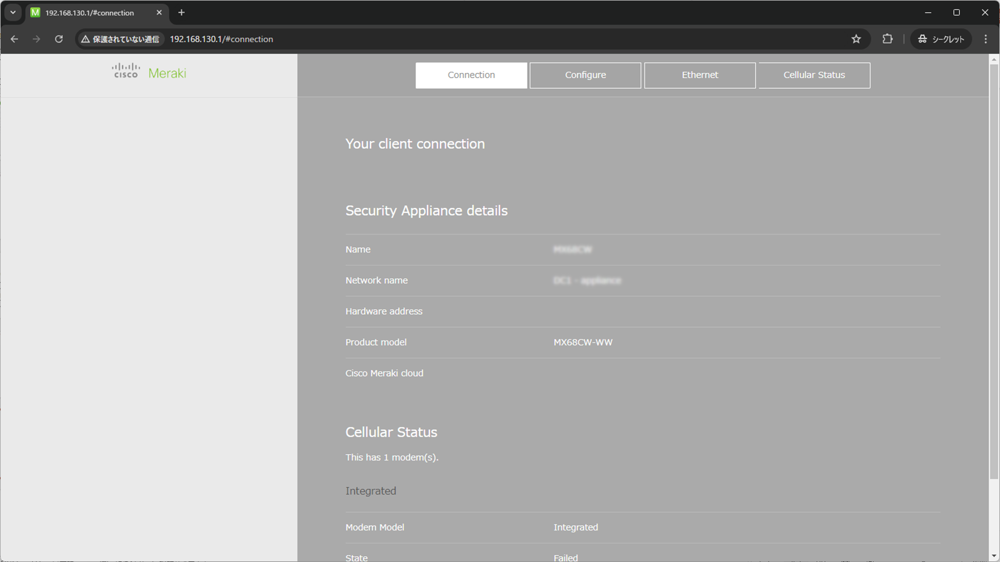 192.168.130.1/#connection
保護されていない通信 192.168.130.1/#connection シークレット
cisco Meraki
Connection Configure Ethernet Cellular Status
Your client connection
Security Appliance details
Name MX68CW
Network name DC1 - appliance
Hardware address
Product model MX68CW-WW
Cisco Meraki cloud
Cellular Status
This has 1 modem(s).
Integrated
Modem Model Integrated
State Failed